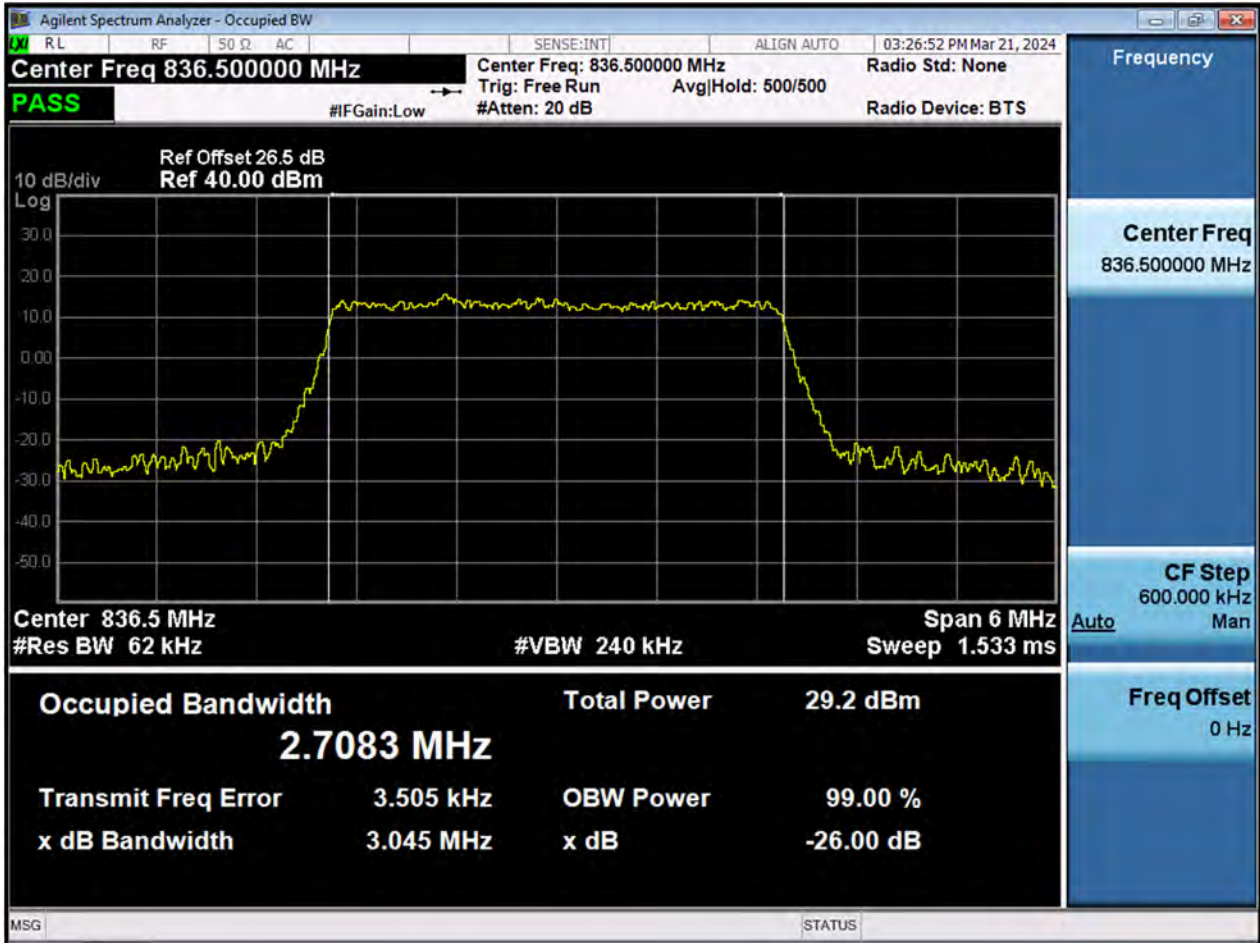 Agilent Spectrum Analyzer - Occupied BW
LXI RL RF 50 Ω AC SENSE:INT ALIGN AUTO 03:26:52 PM Mar 21, 2024
Center Freq 836.500000 MHz
Center Freq: 836.500000 MHz Radio Std: None
Trig: Free Run Avg|Hold: 500/500
PASS
#IFGain:Low #Atten: 20 dB Radio Device: BTS
Ref Offset 26.5 dB
10 dB/div Ref 40.00 dBm
Log
30.0
20.0
10.0
0.00
-10.0
-20.0
-30.0
-40.0
-50.0
Center 836.5 MHz Span 6 MHz
#Res BW 62 kHz #VBW 240 kHz Sweep 1.533 ms
Occupied Bandwidth Total Power 29.2 dBm
2.7083 MHz
Transmit Freq Error 3.505 kHz OBW Power 99.00 %
x dB Bandwidth 3.045 MHz x dB -26.00 dB
MSG STATUS
Frequency
Center Freq
836.500000 MHz
CF Step
600.000 kHz
Auto Man
Freq Offset
0 Hz